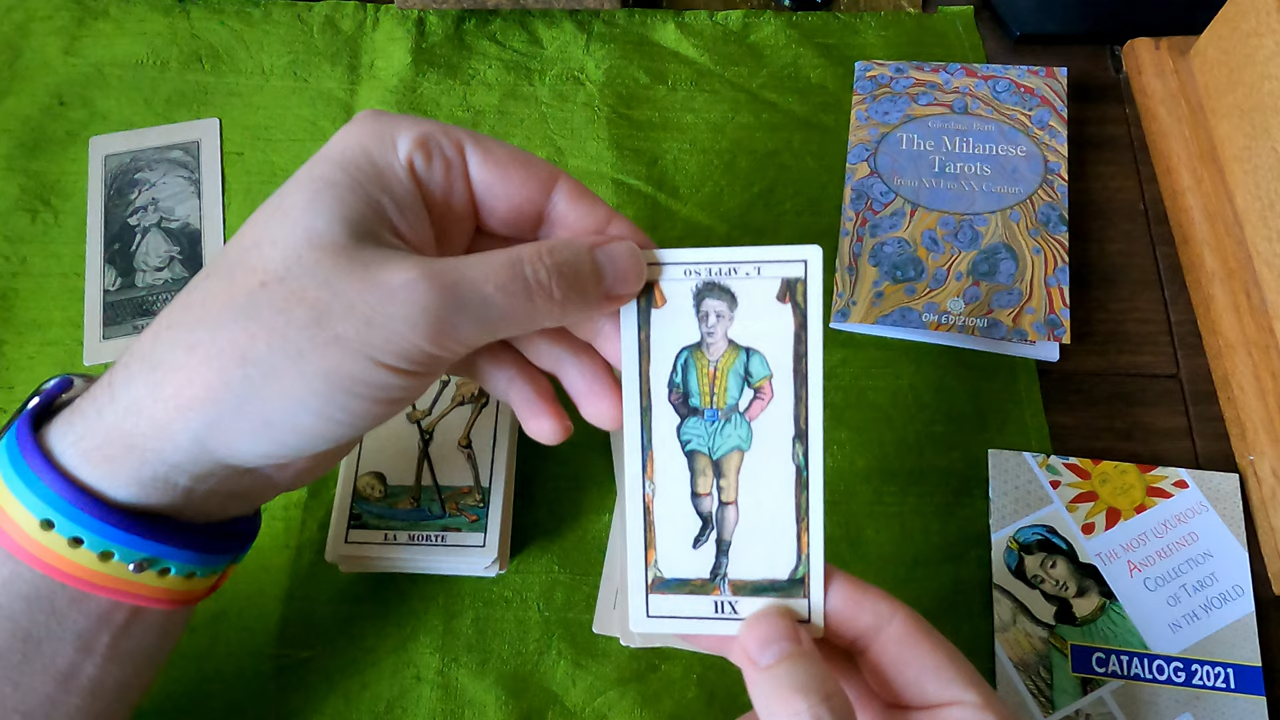 Giordano Berti
The Milanese
Tarots
from XVI to XX Century
OM EDIZIONI
L'APPESO
XII
LA MORTE
THE MOST LUXURIOUS
AND REFINED
COLLECTION
OF TAROT
IN THE WORLD
CATALOG 2021